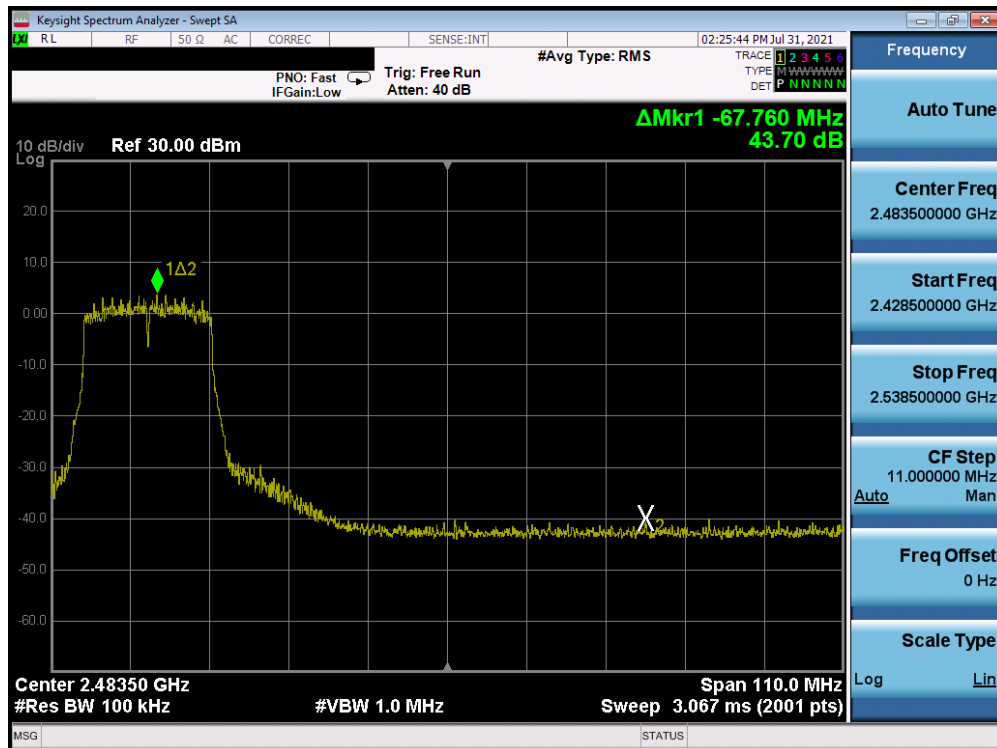 Keysight Spectrum Analyzer - Swept SA
LXI RL RF 50 Ω AC CORREC SENSE:INT 02:25:44 PM Jul 31, 2021
#Avg Type: RMS
TRACE 1 2 3 4 5 6
PNO: Fast Trig: Free Run
TYPE M WWWWW
IFGain:Low Atten: 40 dB
DET P N N N N N
ΔMkr1 -67.760 MHz
43.70 dB
10 dB/div Ref 30.00 dBm
Log
20.0
10.0
1Δ2
0.00
-10.0
-20.0
-30.0
-40.0
X2
-50.0
-60.0
Center 2.48350 GHz Span 110.0 MHz
#Res BW 100 kHz #VBW 1.0 MHz Sweep 3.067 ms (2001 pts)
MSG STATUS
Frequency
Auto Tune
Center Freq
2.483500000 GHz
Start Freq
2.428500000 GHz
Stop Freq
2.538500000 GHz
CF Step
11.000000 MHz
Auto Man
Freq Offset
0 Hz
Scale Type
Log Lin